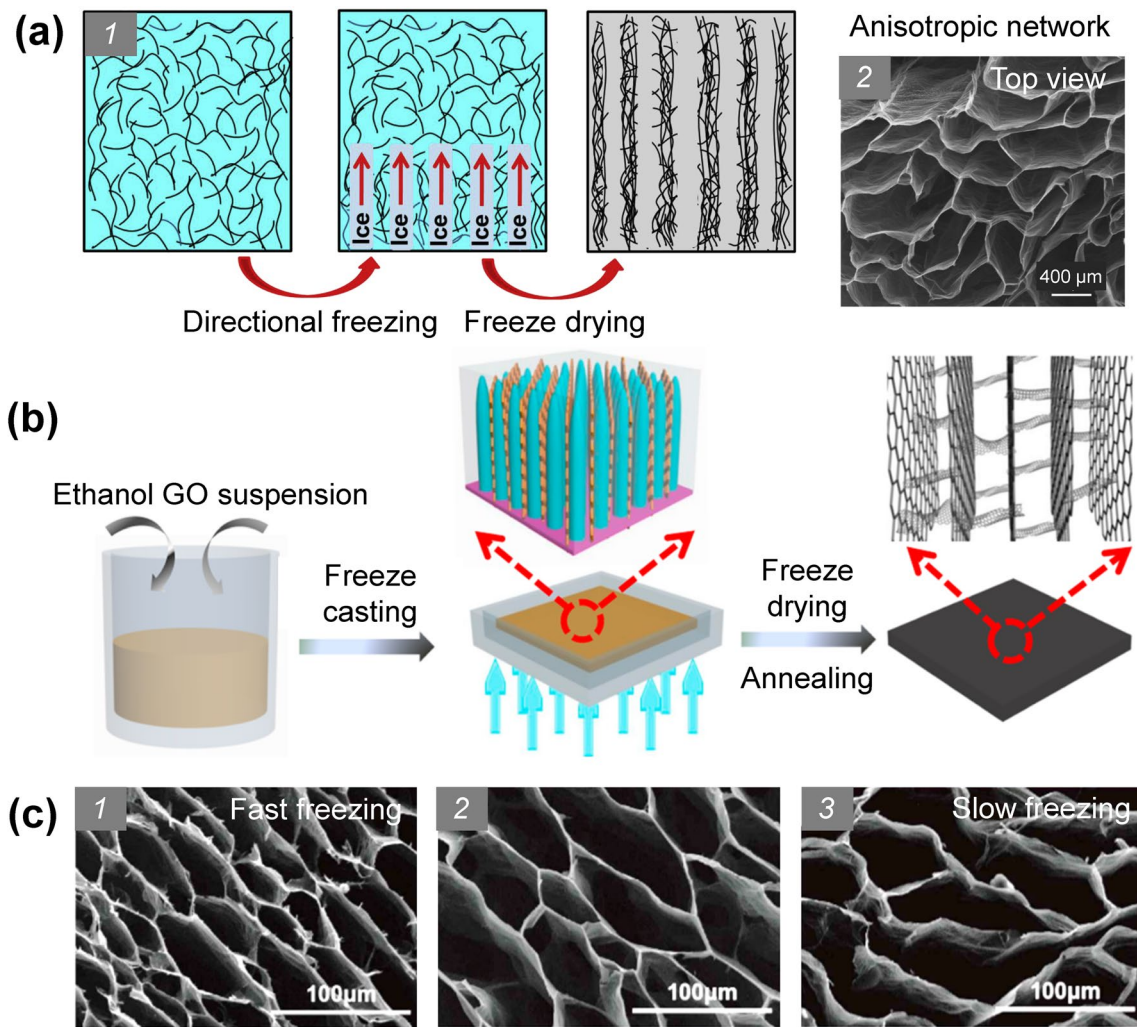 (a)
1
Ice Ice Ice Ice Ice
Directional freezing
Freeze drying
Anisotropic network
2
Top view
400 µm
(b)
Ethanol GO suspension
Freeze
casting
Freeze
drying
Annealing
(c)
1
Fast freezing
100µm
2
100µm
3
Slow freezing
100µm